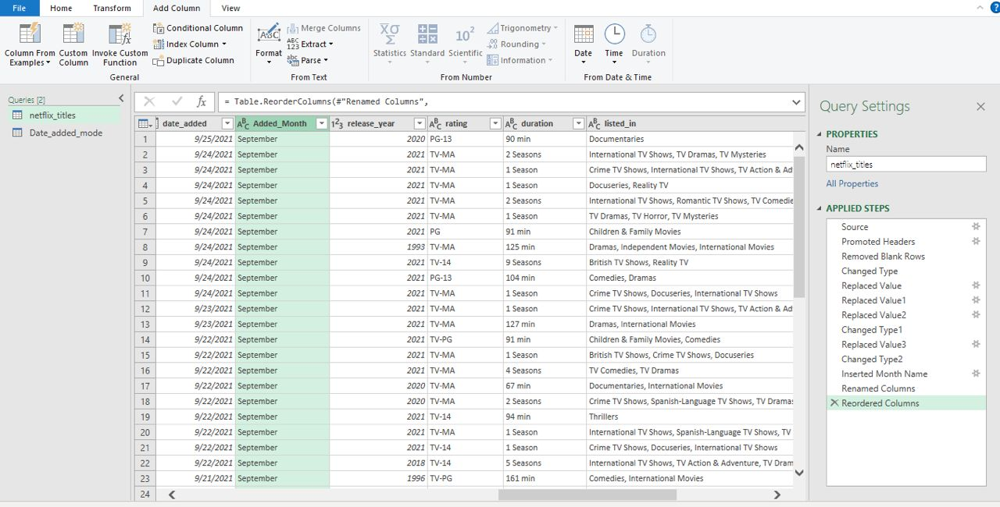 File Home Transform Add Column View
Conditional Column
Index Column
Duplicate Column
Column From Examples
Custom Column
Invoke Custom Function
General
Format
Merge Columns
Extract
Parse
From Text
Statistics Standard Scientific
Trigonometry
Rounding
Information
From Number
Date Time Duration
From Date & Time
Queries [2]
netflix_titles
Date_added_mode
= Table.ReorderColumns(#"Renamed Columns",
date_added Added_Month release_year rating duration listed_in
1 9/25/2021 September 2020 PG-13 90 min Documentaries
2 9/24/2021 September 2021 TV-MA 2 Seasons International TV Shows, TV Dramas, TV Mysteries
3 9/24/2021 September 2021 TV-MA 1 Season Crime TV Shows, International TV Shows, TV Action & Ad
4 9/24/2021 September 2021 TV-MA 1 Season Docuseries, Reality TV
5 9/24/2021 September 2021 TV-MA 2 Seasons International TV Shows, Romantic TV Shows, TV Comedie
6 9/24/2021 September 2021 TV-MA 1 Season TV Dramas, TV Horror, TV Mysteries
7 9/24/2021 September 2021 PG 91 min Children & Family Movies
8 9/24/2021 September 1993 TV-MA 125 min Dramas, Independent Movies, International Movies
9 9/24/2021 September 2021 TV-14 9 Seasons British TV Shows, Reality TV
10 9/24/2021 September 2021 PG-13 104 min Comedies, Dramas
11 9/24/2021 September 2021 TV-MA 1 Season Crime TV Shows, Docuseries, International TV Shows
12 9/23/2021 September 2021 TV-MA 1 Season Crime TV Shows, International TV Shows, TV Action & Ad
13 9/23/2021 September 2021 TV-MA 127 min Dramas, International Movies
14 9/22/2021 September 2021 TV-PG 91 min Children & Family Movies, Comedies
15 9/22/2021 September 2021 TV-MA 1 Season British TV Shows, Crime TV Shows, Docuseries
16 9/22/2021 September 2021 TV-MA 4 Seasons TV Comedies, TV Dramas
17 9/22/2021 September 2020 TV-MA 67 min Documentaries, International Movies
18 9/22/2021 September 2020 TV-MA 2 Seasons Crime TV Shows, Spanish-Language TV Shows, TV Dramas
19 9/22/2021 September 2021 TV-14 94 min Thrillers
20 9/22/2021 September 2021 TV-MA 1 Season International TV Shows, Spanish-Language TV Shows, TV
21 9/22/2021 September 2021 TV-14 1 Season Crime TV Shows, Docuseries, International TV Shows
22 9/22/2021 September 2018 TV-14 5 Seasons International TV Shows, TV Action & Adventure, TV Dram
23 9/21/2021 September 1996 TV-PG 161 min Comedies, International Movies
24
Query Settings
PROPERTIES
Name
netflix_titles
All Properties
APPLIED STEPS
Source
Promoted Headers
Removed Blank Rows
Changed Type
Replaced Value
Replaced Value1
Replaced Value2
Changed Type1
Replaced Value3
Changed Type2
Inserted Month Name
Renamed Columns
Reordered Columns